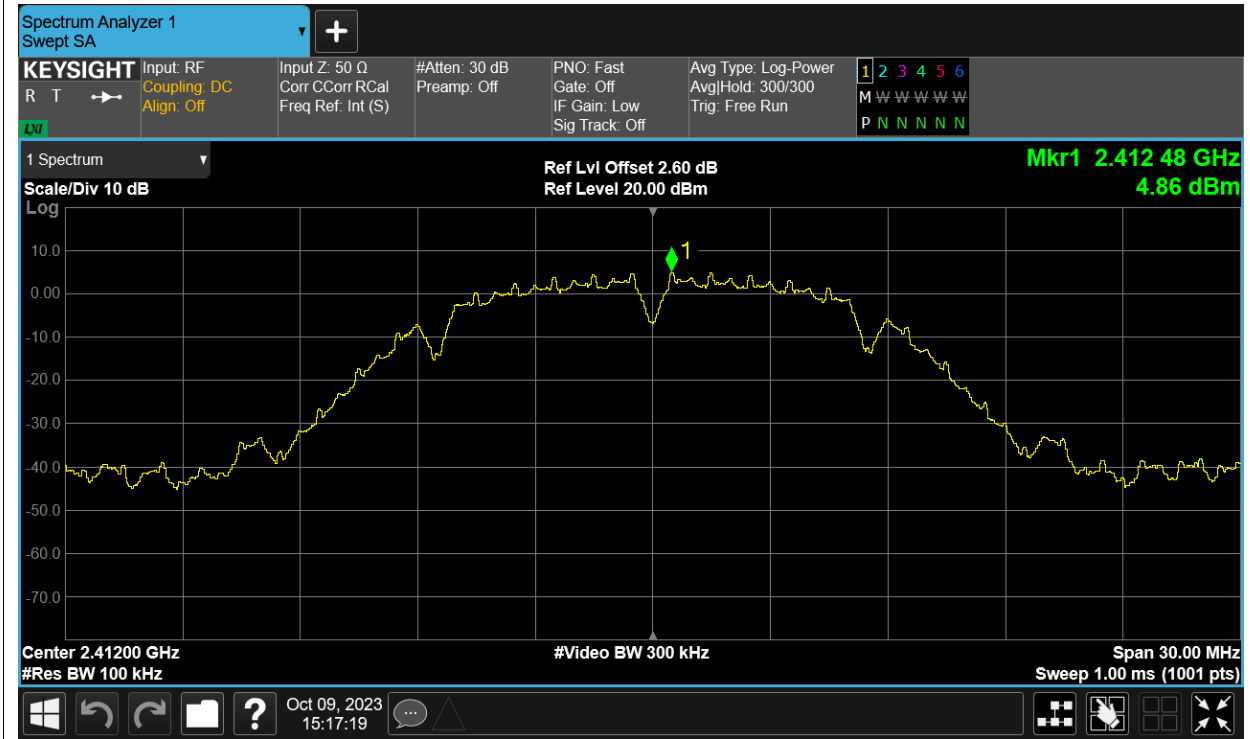 Spectrum Analyzer 1
Swept SA
KEYSIGHT
R T
LXI
Input: RF
Coupling: DC
Align: Off
Input Z: 50 Ω
Corr CCorr RCal
Freq Ref: Int (S)
#Atten: 30 dB
Preamp: Off
PNO: Fast
Gate: Off
IF Gain: Low
Sig Track: Off
Avg Type: Log-Power
Avg|Hold: 300/300
Trig: Free Run
1 2 3 4 5 6
M W W W W W
P N N N N N
1 Spectrum
Scale/Div 10 dB
Log
Ref Lvl Offset 2.60 dB
Ref Level 20.00 dBm
Mkr1 2.412 48 GHz
4.86 dBm
1
10.0
0.00
-10.0
-20.0
-30.0
-40.0
-50.0
-60.0
-70.0
Center 2.41200 GHz
#Res BW 100 kHz
#Video BW 300 kHz
Span 30.00 MHz
Sweep 1.00 ms (1001 pts)
?
Oct 09, 2023
15:17:19